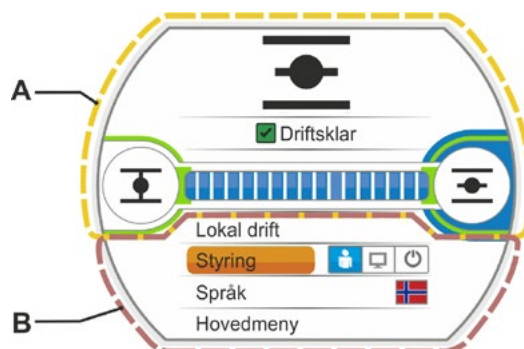 A
Driftsklar
Lokal drift
Styring
Språk
B
Hovedmeny